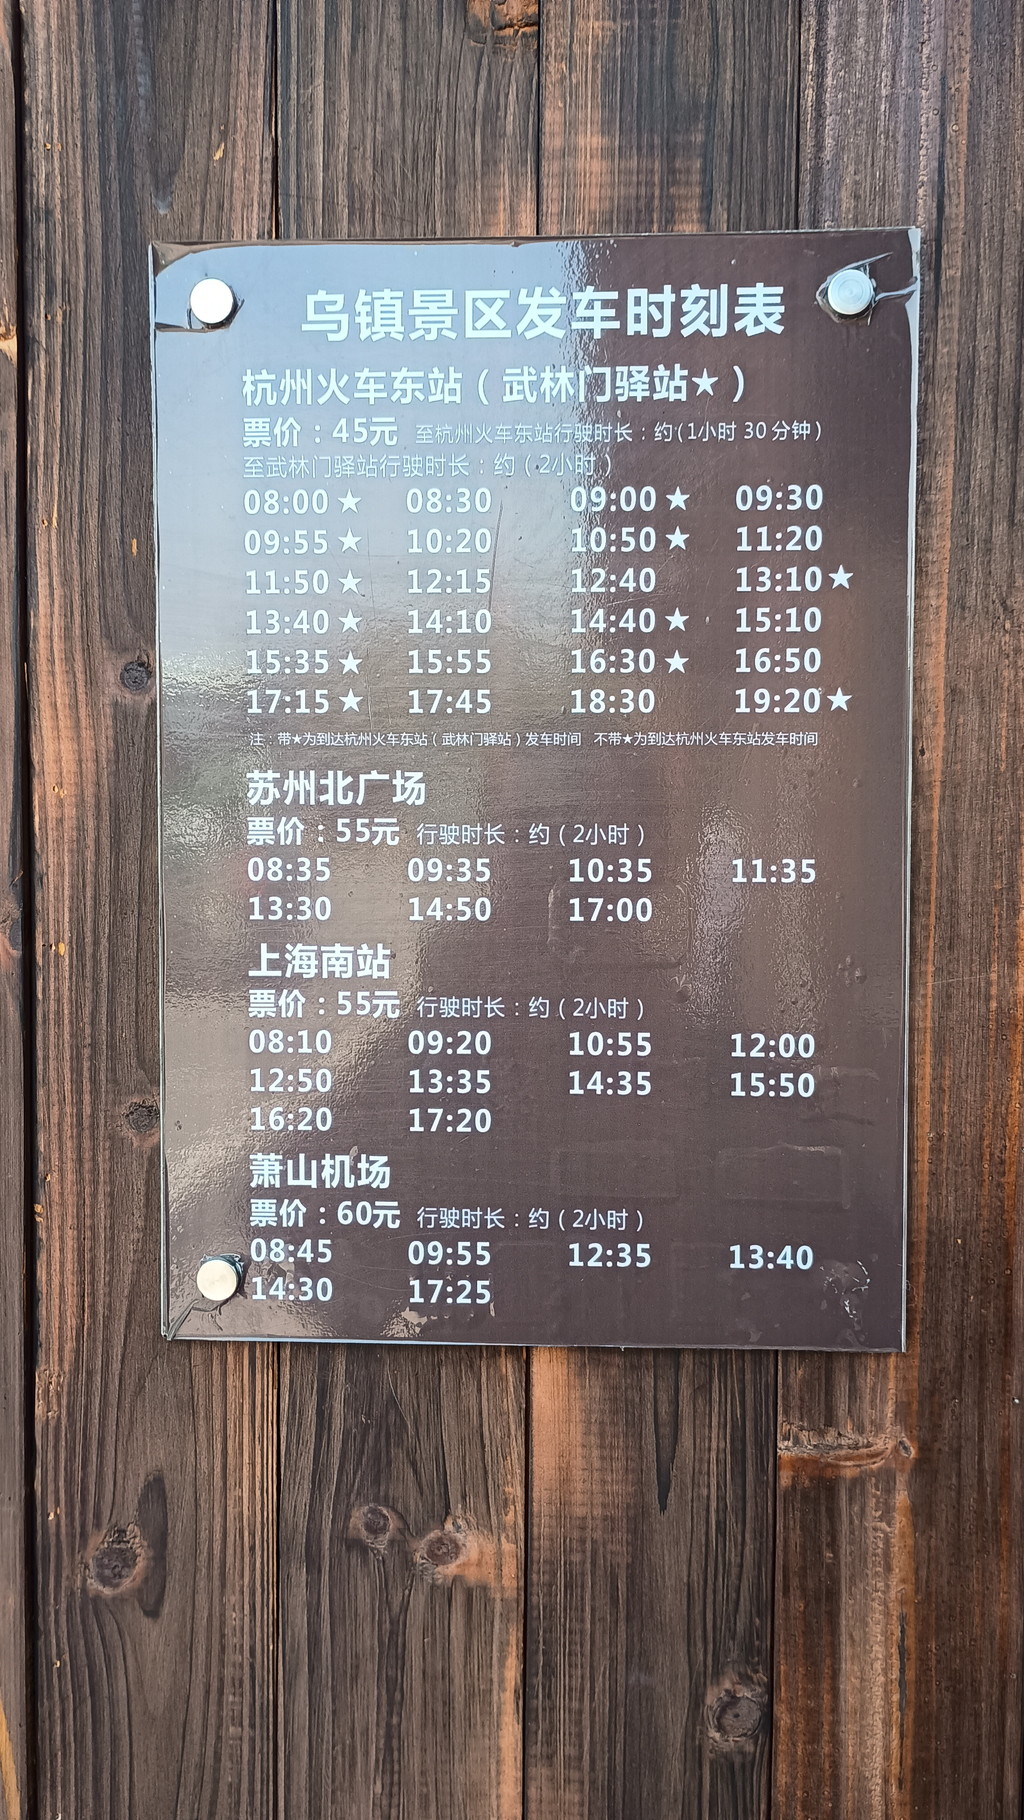 乌镇景区发车时刻表
杭州火车东站（武林门驿站★）
票价：45元 至杭州火车东站行驶时长：约（1小时 30 分钟）
至武林门驿站行驶时长：约（2小时）
08:00★ 08:30 09:00★ 09:30
09:55★ 10:20 10:50★ 11:20
11:50★ 12:15 12:40 13:10★
13:40★ 14:10 14:40★ 15:10
15:35★ 15:55 16:30★ 16:50
17:15★ 17:45 18:30 19:20★
注：带★为到达杭州火车东站（武林门驿站）发车时间 不带★为到达杭州火车东站发车时间
苏州北广场
票价：55元 行驶时长：约（2小时）
08:35 09:35 10:35 11:35
13:30 14:50 17:00
上海南站
票价：55元 行驶时长：约（2小时）
08:10 09:20 10:55 12:00
12:50 13:35 14:35 15:50
16:20 17:20
萧山机场
票价：60元 行驶时长：约（2小时）
08:45 09:55 12:35 13:40
14:30 17:25